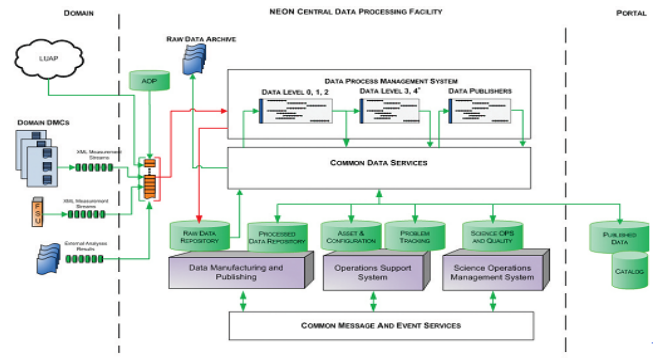 DOMAIN
NEON CENTRAL DATA PROCESSING FACILITY
PORTAL
RAW DATA ARCHIVE
LUAP
AOP
DATA PROCESS MANAGEMENT SYSTEM
DATA LEVEL 0, 1, 2
DATA LEVEL 3, 4*
DATA PUBLISHERS
DOMAIN DMCS
XML Measurement
Streams
COMMON DATA SERVICES
FSU
XML Measurement
Streams
External Analyses
Results
RAW DATA
REPOSITORY
PROCESSED
DATA REPOSITORY
ASSET &
CONFIGURATION
PROBLEM
TRACKING
SCIENCE OPS
AND QUALITY
PUBLISHED
DATA
CATALOG
Data Manufacturing and
Publishing
Operations Support
System
Science Operations
Management System
COMMON MESSAGE AND EVENT SERVICES